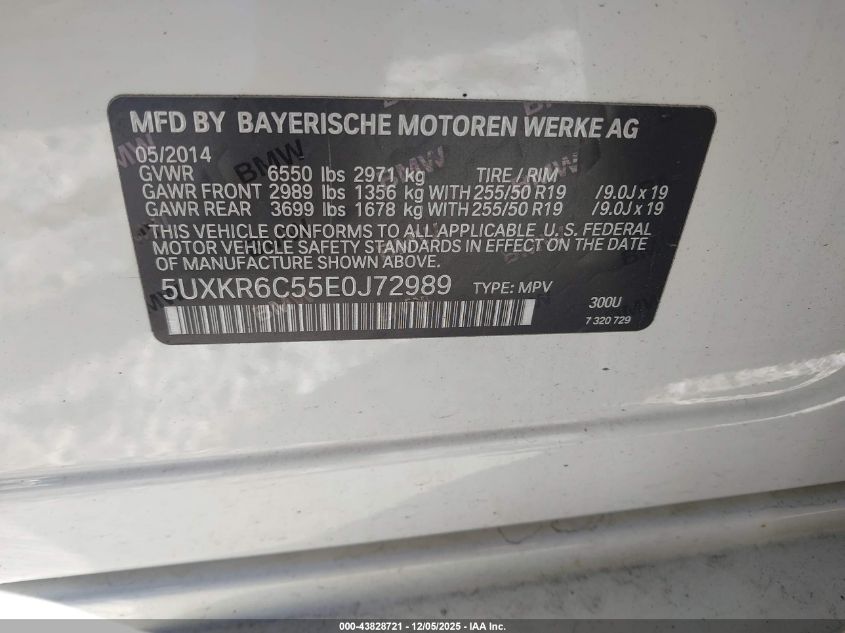 MFD BY BAYERISCHE MOTOREN WERKE AG
05/2014
GVWR 6550 lbs 2971 kg TIRE / RIM
GAWR FRONT 2989 lbs 1356 kg WITH 255/50 R19 /9.0J x 19
GAWR REAR 3699 lbs 1678 kg WITH 255/50 R19 /9.0J x 19
THIS VEHICLE CONFORMS TO ALL APPLICABLE U. S. FEDERAL
MOTOR VEHICLE SAFETY STANDARDS IN EFFECT ON THE DATE
OF MANUFACTURE SHOWN ABOVE.
5UXKR6C55E0J72989 TYPE: MPV
300U
7 320 729
000-43828721 - 12/05/2025 - IAA Inc.